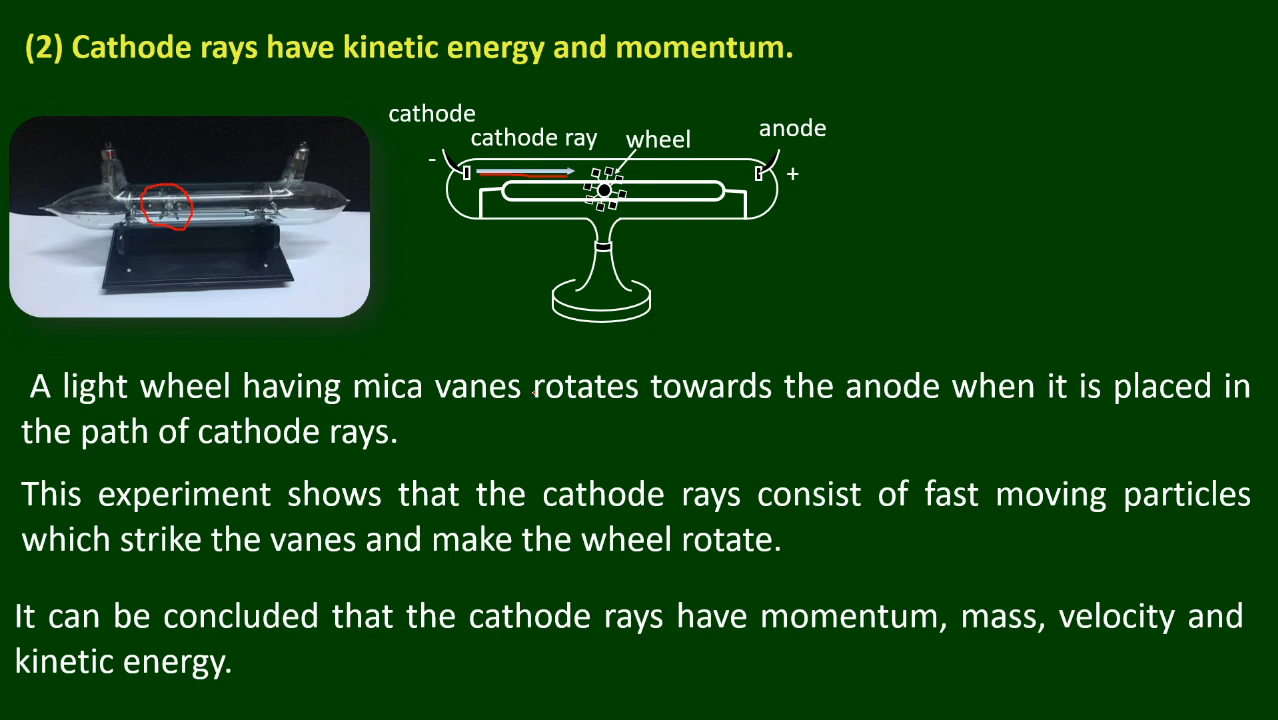 (2) Cathode rays have kinetic energy and momentum.
cathode
cathode ray
wheel
anode
-
+
A light wheel having mica vanes rotates towards the anode when it is placed in
the path of cathode rays.
This experiment shows that the cathode rays consist of fast moving particles
which strike the vanes and make the wheel rotate.
It can be concluded that the cathode rays have momentum, mass, velocity and
kinetic energy.